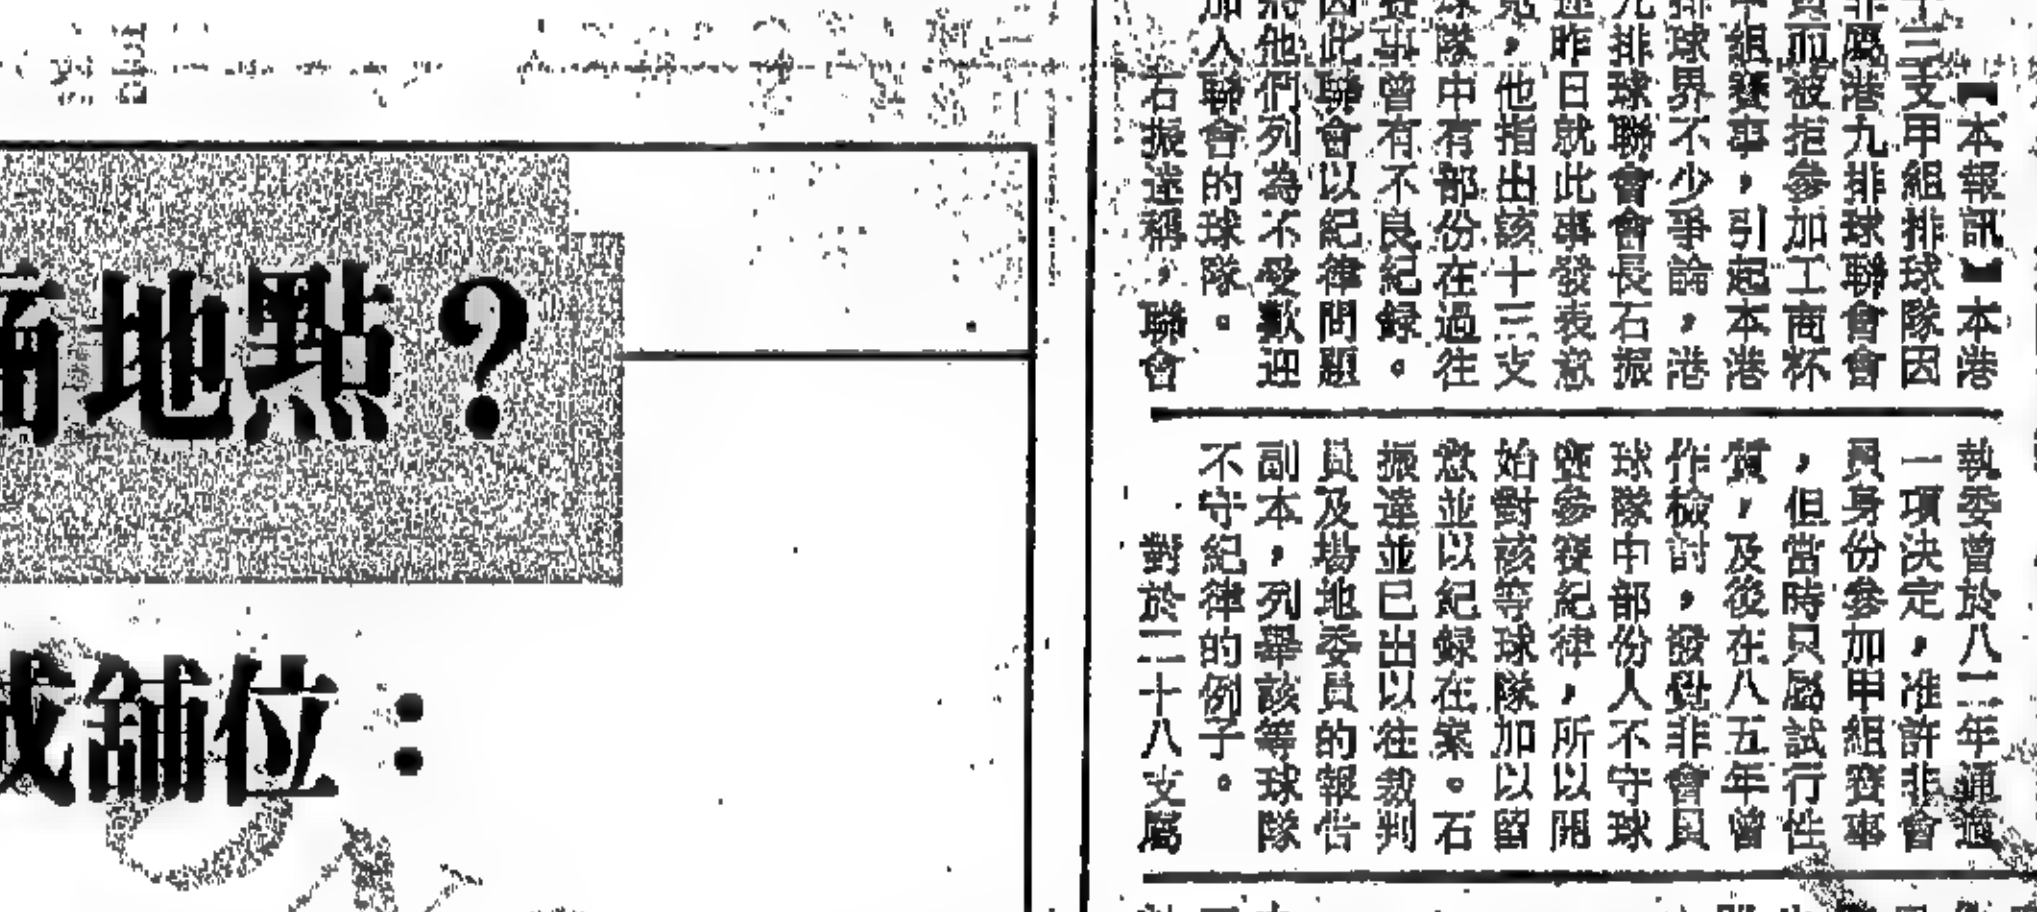 【本報訊】本港
十三支甲組排球隊因
非屬港九排球聯會會
員而被拒參加工商杯
甲組賽事，引起本港
排球界不少爭論，港
九排球聯會會長石振
達昨日就此事發表意
見，他指出該十三支
球隊中有部份在過往
賽事曾有不良紀錄。
因此聯會以紀律問題
將他們列為不受歡迎
加入聯會的球隊。
石振達稱，聯會
執委會於八二年通過
一項決定，准許非會
員身份參加甲組賽事
，但當時只屬試行性
質，及後在八五年曾
作檢討，發覺非會員
球隊中部份人不守球
賽參賽紀律，所以開
始對該等球隊加以留
意並以紀錄在案。石
振達並已出以往裁判
員及場地委員的報告
副本，列舉該等球隊
不守紀律的例子。
對於二十八支屬
地點？
舖位：